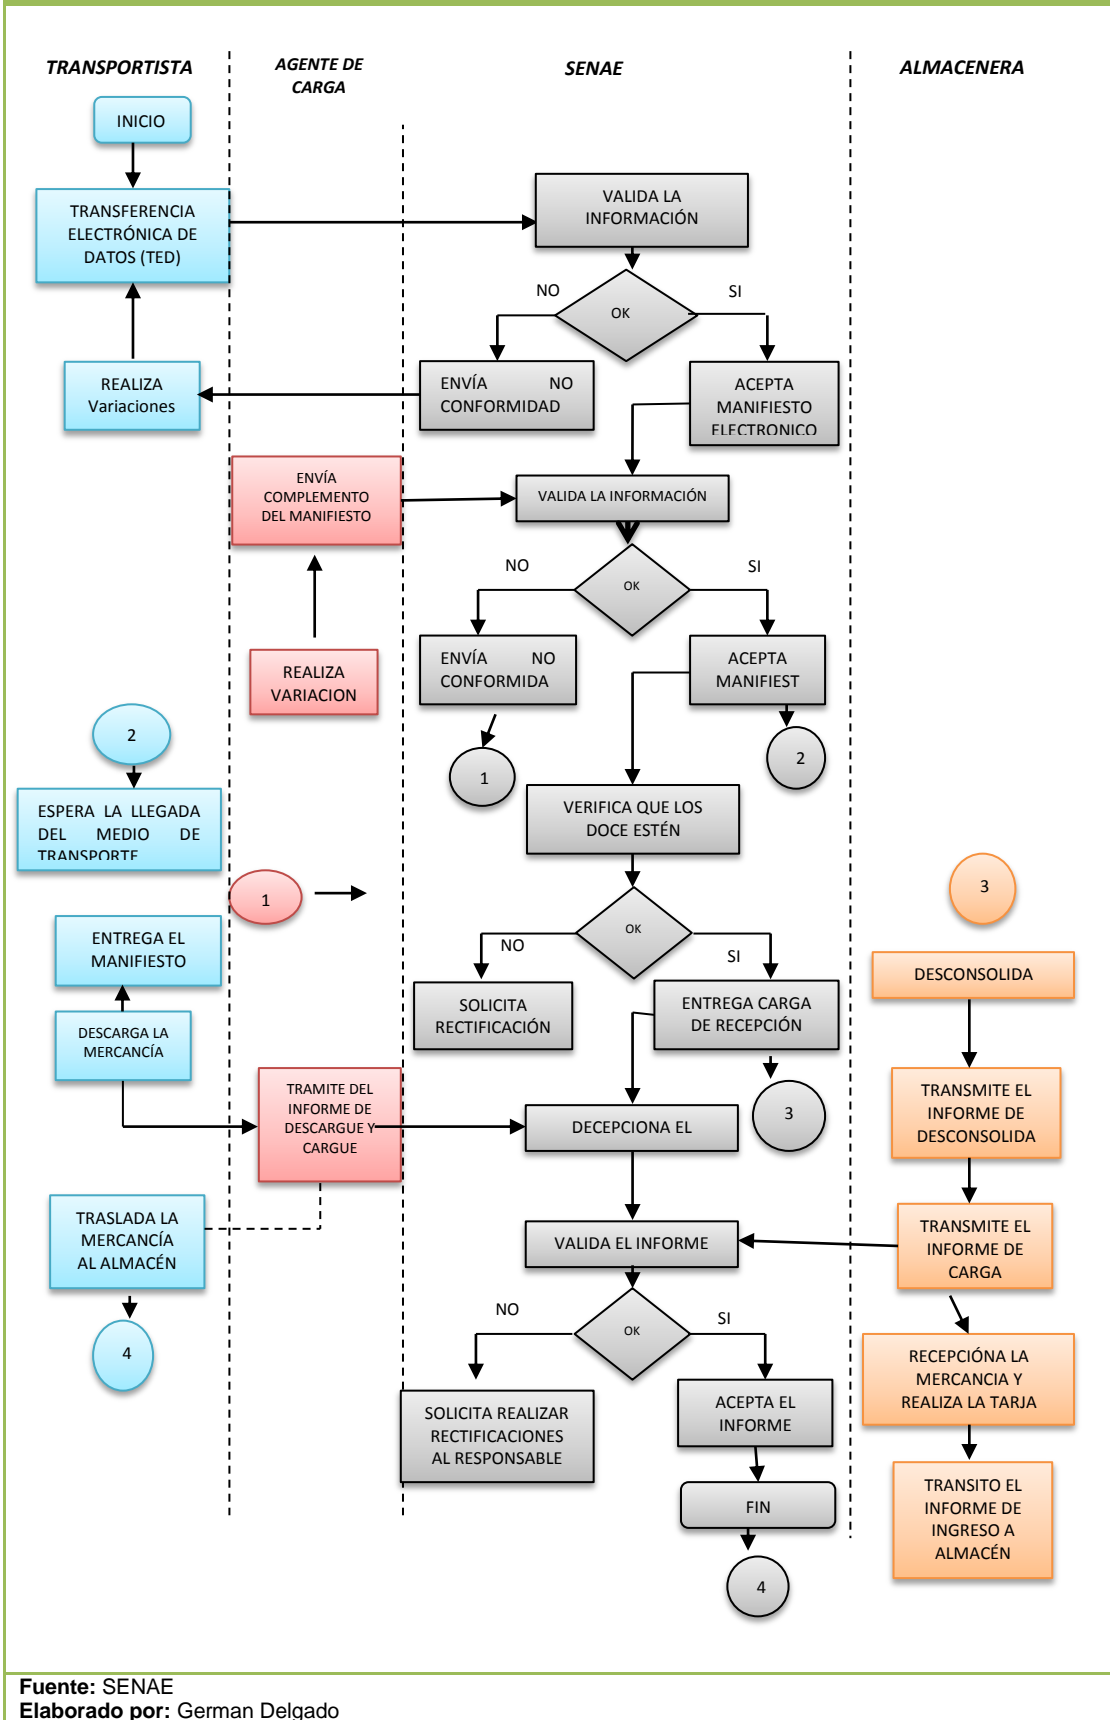 TRANSPORTISTA
AGENTE DE
CARGA
SENAE
ALMACENERA
INICIO
TRANSFERENCIA
ELECTRÓNICA DE
DATOS (TED)
VALIDA LA
INFORMACIÓN
NO
OK
SI
REALIZA
Variaciones
ENVÍA NO
CONFORMIDAD
ACEPTA
MANIFIESTO
ELECTRONICO
ENVÍA
COMPLEMENTO
DEL MANIFIESTO
VALIDA LA INFORMACIÓN
NO
OK
SI
REALIZA
VARIACION
ENVÍA NO
CONFORMIDA
ACEPTA
MANIFIEST
2
1
2
ESPERA LA LLEGADA
DEL MEDIO DE
TRANSPORTE
VERIFICA QUE LOS
DOCE ESTÉN
1
3
NO
OK
SI
ENTREGA EL
MANIFIESTO
DESCARGA LA
MERCANCÍA
SOLICITA
RECTIFICACIÓN
ENTREGA CARGA
DE RECEPCIÓN
DESCONSOLIDA
TRAMITE DEL
INFORME DE
DESCARGUE Y
CARGUE
DECEPCIONA EL
3
TRANSMITE EL
INFORME DE
DESCONSOLIDA
TRASLADA LA
MERCANCÍA
AL ALMACÉN
VALIDA EL INFORME
TRANSMITE EL
INFORME DE
CARGA
4
NO
OK
SI
RECEPCIÓNA LA
MERCANCIA Y
REALIZA LA TARJA
SOLICITA REALIZAR
RECTIFICACIONES
AL RESPONSABLE
ACEPTA EL
INFORME
FIN
4
TRANSITO EL
INFORME DE
INGRESO A
ALMACÉN
Fuente: SENAE
Elaborado por: German Delgado